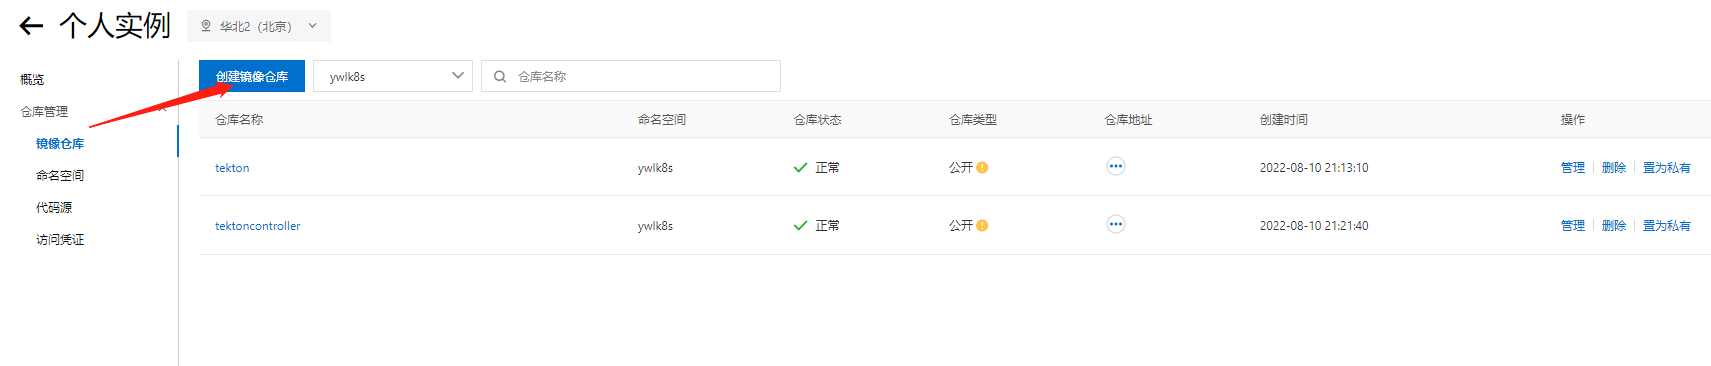 个人实例 华北2（北京）
概览
仓库管理
镜像仓库
命名空间
代码源
访问凭证
创建镜像仓库 ywlk8s 仓库名称
仓库名称 命名空间 仓库状态 仓库类型 仓库地址 创建时间 操作
tekton ywlk8s 正常 公开 2022-08-10 21:13:10 管理 删除 置为私有
tektoncontroller ywlk8s 正常 公开 2022-08-10 21:21:40 管理 删除 置为私有